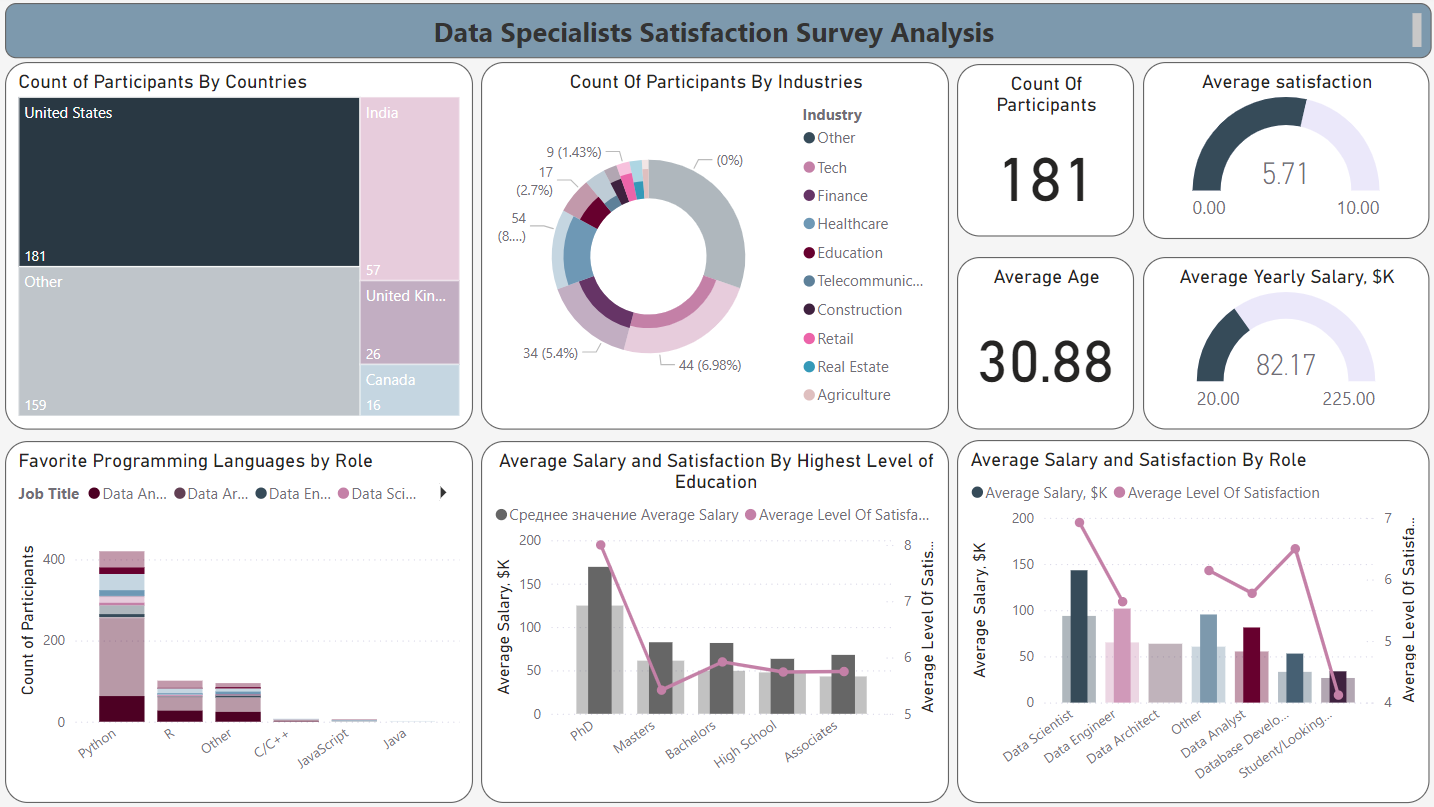 Data Specialists Satisfaction Survey Analysis
Count of Participants By Countries
United States
181
Other
159
India
57
United Kin...
26
Canada
16
Count Of Participants By Industries
9 (1.43%)
17
(2.7%)
54
(8....)
34 (5.4%)
44 (6.98%)
(0%)
Industry
Other
Tech
Finance
Healthcare
Education
Telecommunic...
Construction
Retail
Real Estate
Agriculture
Count Of
Participants
181
Average satisfaction
5.71
0.00
10.00
Average Age
30.88
Average Yearly Salary, $K
82.17
20.00
225.00
Favorite Programming Languages by Role
Job Title Data An... Data Ar... Data En... Data Sci...
Count of Participants
400
200
0
Python
R
Other
C/C++
JavaScript
Java
Average Salary and Satisfaction By Highest Level of
Education
Среднее значение Average Salary Average Level Of Satisfa...
Average Salary, $K
200
150
100
50
0
PhD
Masters
Bachelors
High School
Associates
8
7
6
5
Average Level Of Satis...
Average Salary and Satisfaction By Role
Average Salary, $K Average Level Of Satisfaction
Average Salary, $K
200
150
100
50
0
Data Scientist
Data Engineer
Data Architect
Other
Data Analyst
Database Develo...
Student/Looking...
7
6
5
4
Average Level Of Satisfa...